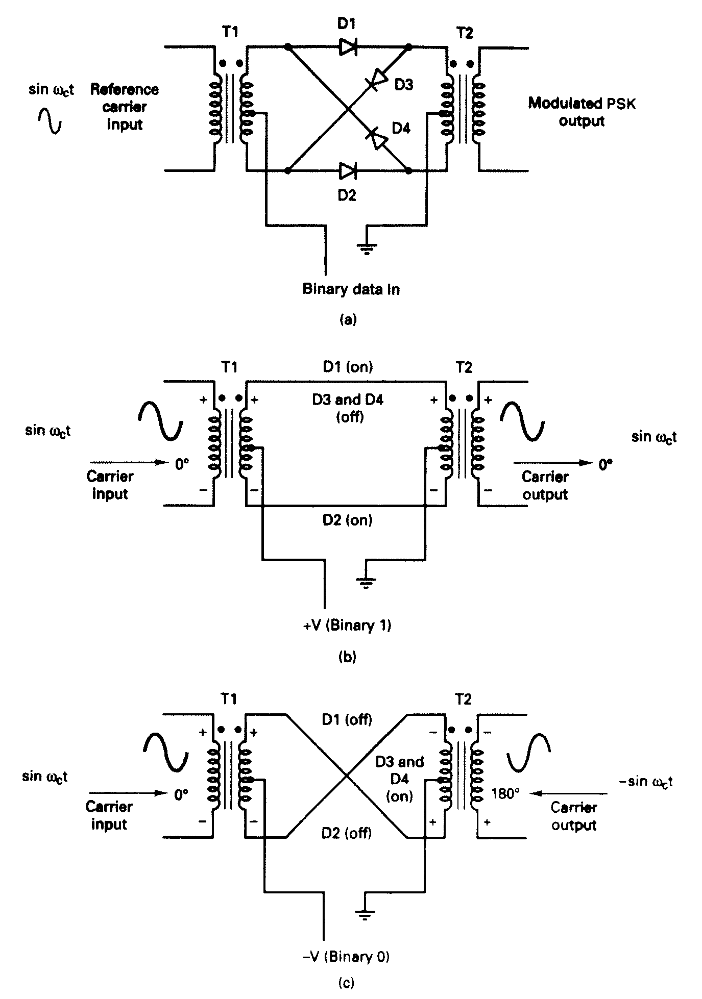 D1
T1
T2
D3
sin ωct
Reference
carrier
input
Modulated PSK
output
D4
D2
Binary data in
(a)
T1
D1 (on)
T2
+
+
D3 and D4
(off)
+
+
sin ωct
sin ωct
0°
0°
Carrier
input
Carrier
output
−
−
−
−
D2 (on)
+V (Binary 1)
(b)
T1
T2
D1 (off)
+
+
−
−
D3 and
D4
(on)
sin ωct
−sin ωct
0°
180°
Carrier
input
Carrier
output
−
−
+
+
D2 (off)
−V (Binary 0)
(c)